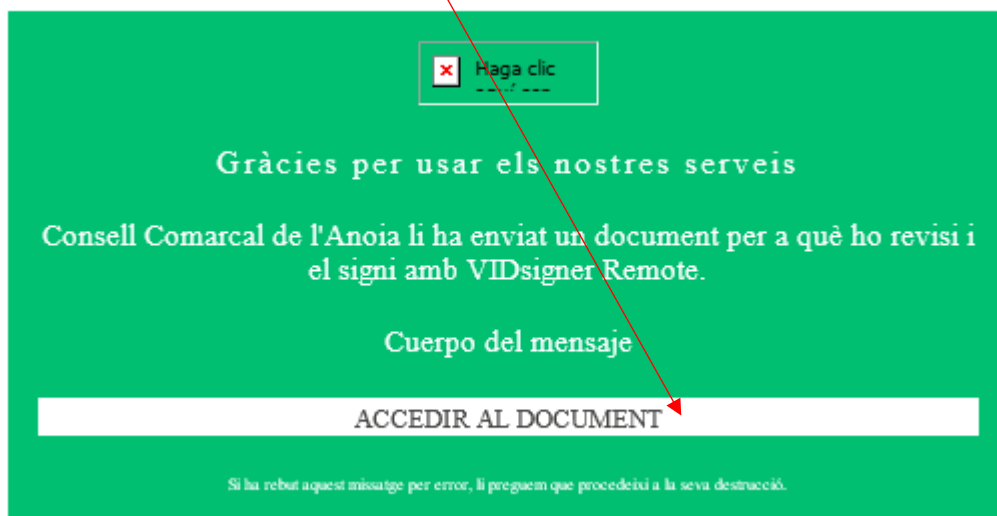 Haga clic
Gràcies per usar els nostres serveis
Consell Comarcal de l'Anoia li ha enviat un document per a què ho revisi i
el signi amb VIDsigner Remote.
Cuerpo del mensaje
ACCEDIR AL DOCUMENT
Si ha rebut aquest missatge per error, li preguem que procedeixi a la seva destrucció.